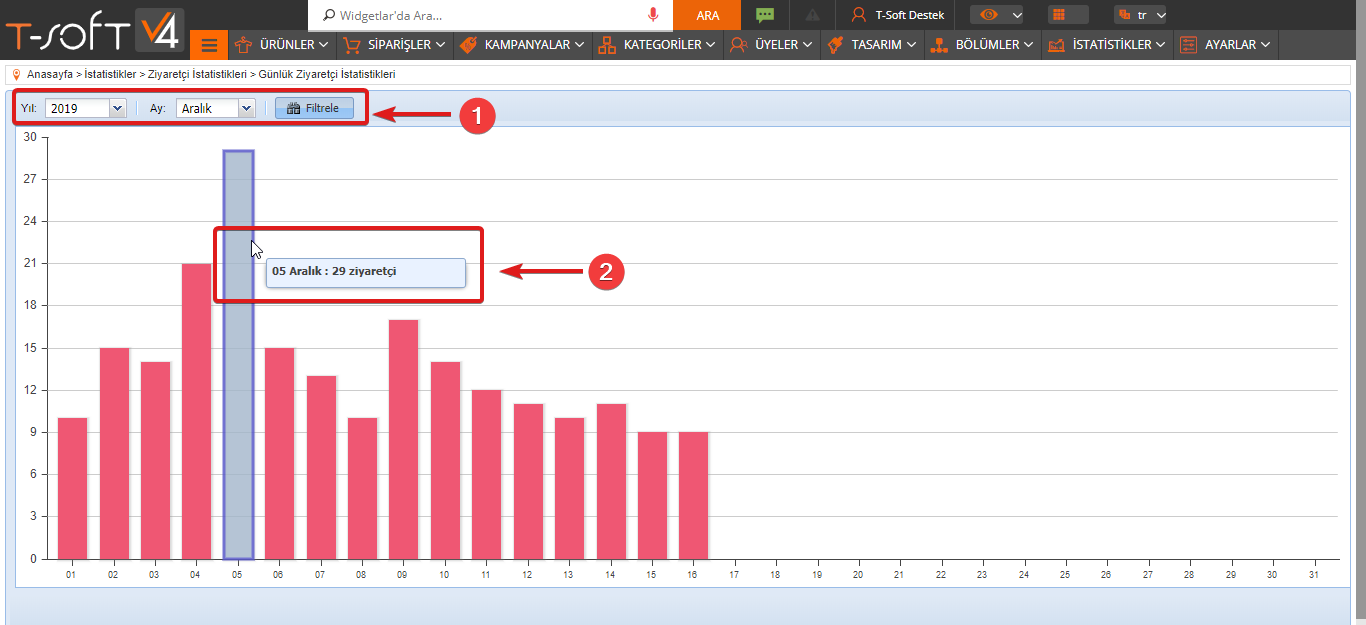 T-SOFT V4
Widgetlar'da Ara...
ARA
T-Soft Destek
tr
ÜRÜNLER
SİPARİŞLER
KAMPANYALAR
KATEGORİLER
ÜYELER
TASARIM
BÖLÜMLER
İSTATİSTİKLER
AYARLAR
Anasayfa > İstatistikler > Ziyaretçi İstatistikleri > Günlük Ziyaretçi İstatistikleri
Yıl: 2019 Ay: Aralık Filtrele
1
30
27
24
21
18
15
12
9
6
3
0
05 Aralık : 29 ziyaretçi
2
01 02 03 04 05 06 07 08 09 10 11 12 13 14 15 16 17 18 19 20 21 22 23 24 25 26 27 28 29 30 31